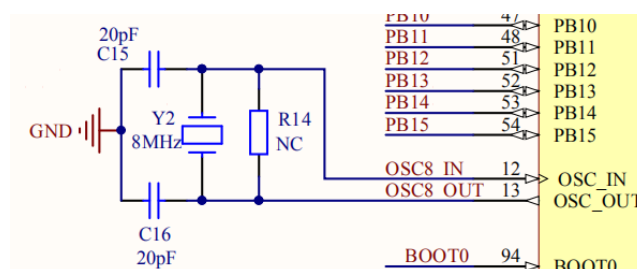 20pF
C15
GND
Y2
8MHz
R14
NC
C16
20pF
PB10 47 PB10
PB11 48 PB11
PB12 51 PB12
PB13 52 PB13
PB14 53 PB14
PB15 54 PB15
OSC8_IN 12 OSC_IN
OSC8_OUT 13 OSC_OUT
BOOT0 94 BOOT0